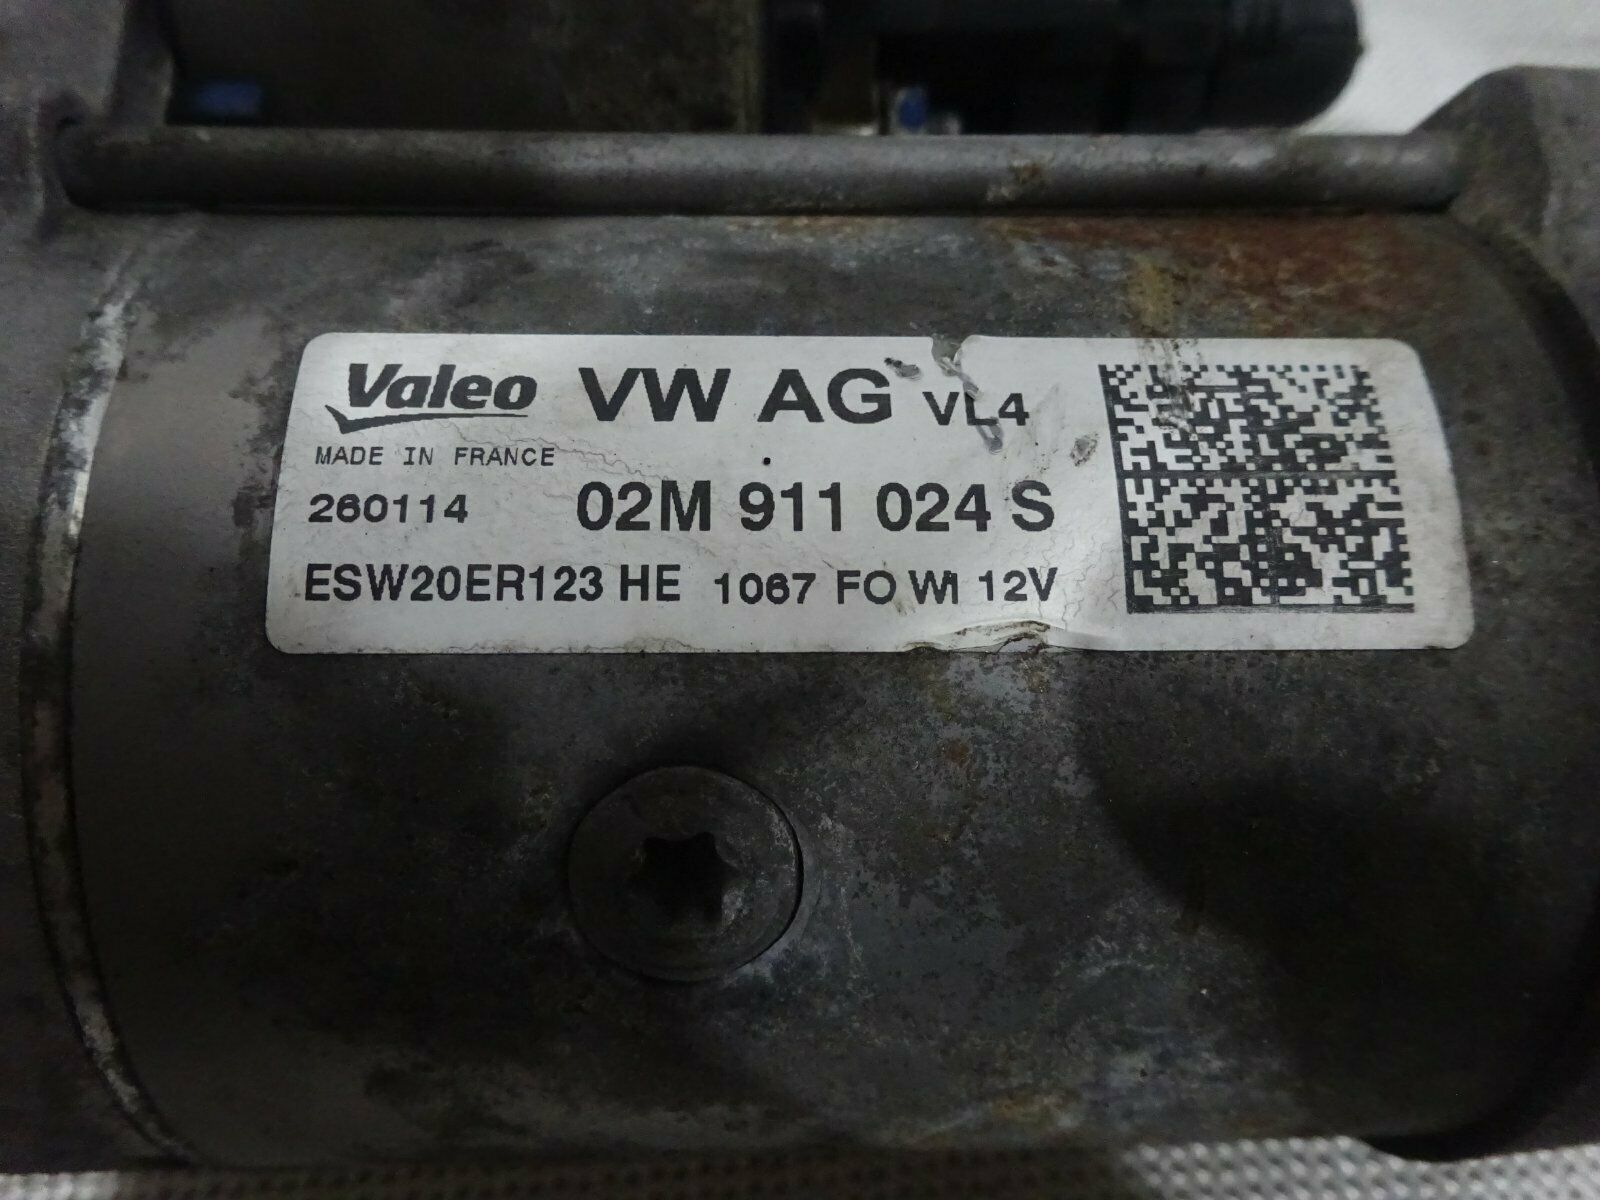 Valeo VW AG VL4
MADE IN FRANCE
260114 02M 911 024 S
ESW20ER123 HE 1067 FO WI 12V